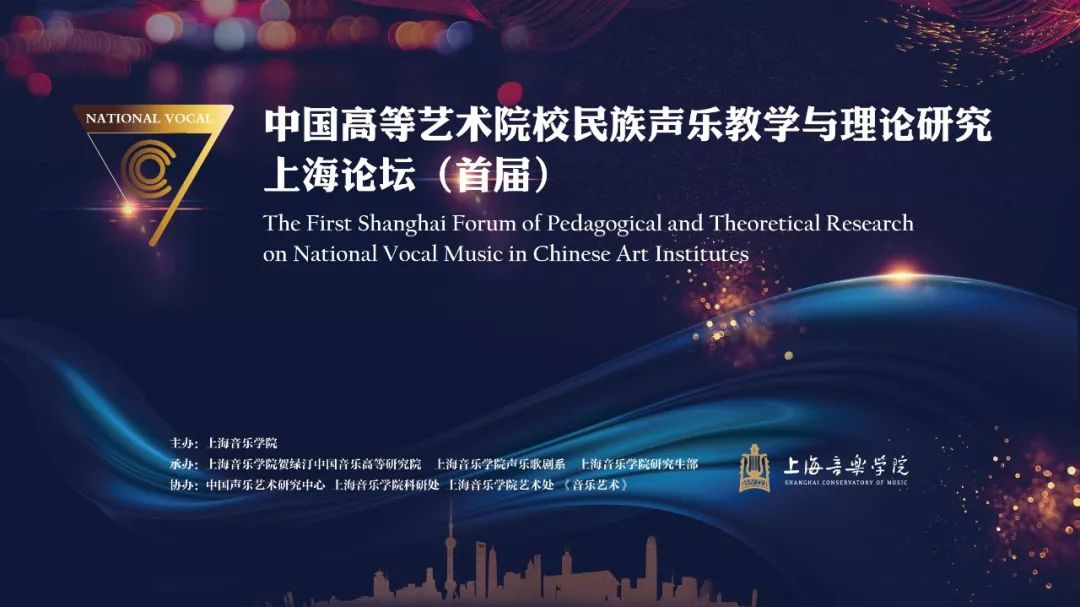 NATIONAL VOCAL
中国高等艺术院校民族声乐教学与理论研究
上海论坛（首届）
The First Shanghai Forum of Pedagogical and Theoretical Research
on National Vocal Music in Chinese Art Institutes
主办：上海音乐学院
承办：上海音乐学院贺绿汀中国音乐高等研究院 上海音乐学院声乐歌剧系 上海音乐学院研究生部
协办：中国声乐艺术研究中心 上海音乐学院科研处 上海音乐学院艺术处 《音乐艺术》
上海音樂学院
SHANGHAI CONSERVATORY OF MUSIC